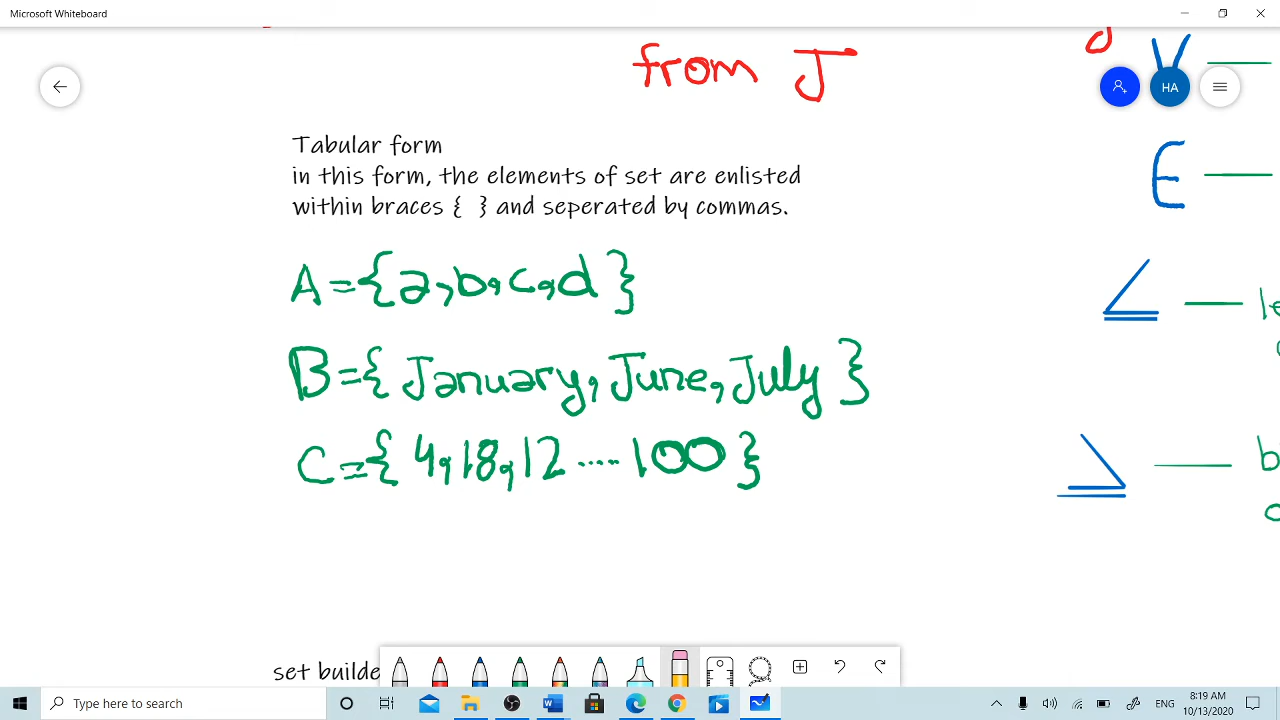 Microsoft Whiteboard
from J
HA
Tabular form
in this form, the elements of set are enlisted
within braces { } and seperated by commas.
A={a,b,c,d}
B={January,June,July}
C={4,18,12.....100}
V —
E —
≤ —
≥ —
set builde
Type here to search
ENG
8:19 AM
10/13/2020